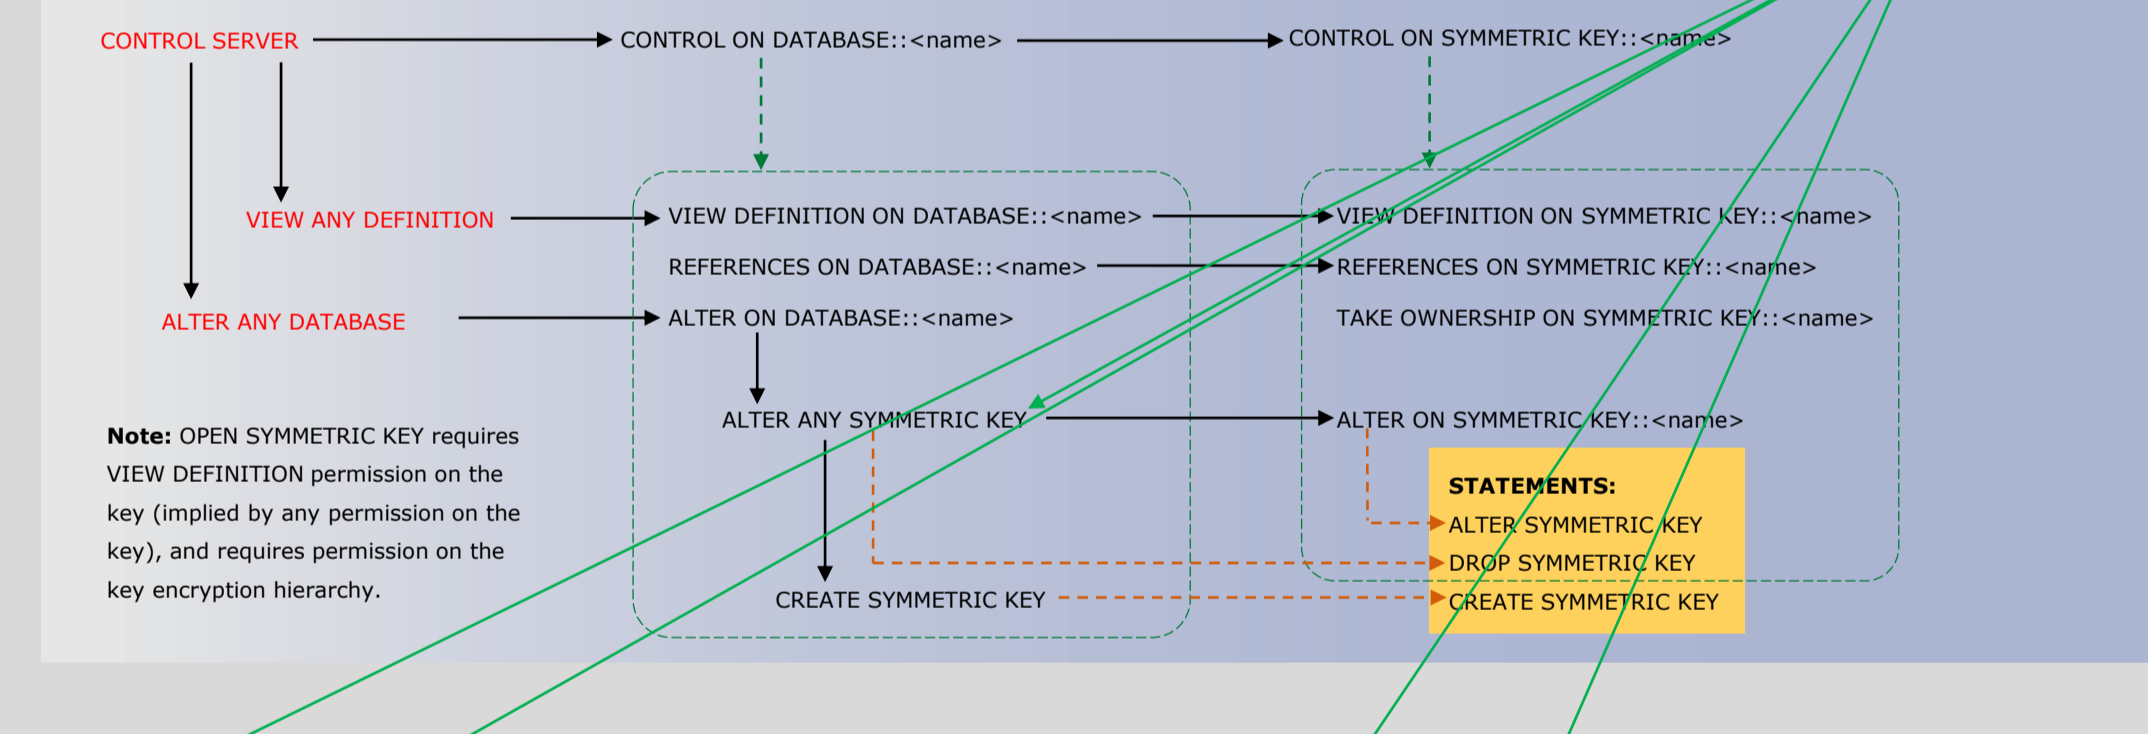 CONTROL SERVER
CONTROL ON DATABASE::<name>
CONTROL ON SYMMETRIC KEY::<name>
VIEW ANY DEFINITION
VIEW DEFINITION ON DATABASE::<name>
VIEW DEFINITION ON SYMMETRIC KEY::<name>
REFERENCES ON DATABASE::<name>
REFERENCES ON SYMMETRIC KEY::<name>
ALTER ANY DATABASE
ALTER ON DATABASE::<name>
TAKE OWNERSHIP ON SYMMETRIC KEY::<name>
ALTER ANY SYMMETRIC KEY
ALTER ON SYMMETRIC KEY::<name>
Note: OPEN SYMMETRIC KEY requires
VIEW DEFINITION permission on the
key (implied by any permission on the
key), and requires permission on the
key encryption hierarchy.
STATEMENTS:
ALTER SYMMETRIC KEY
DROP SYMMETRIC KEY
CREATE SYMMETRIC KEY
CREATE SYMMETRIC KEY